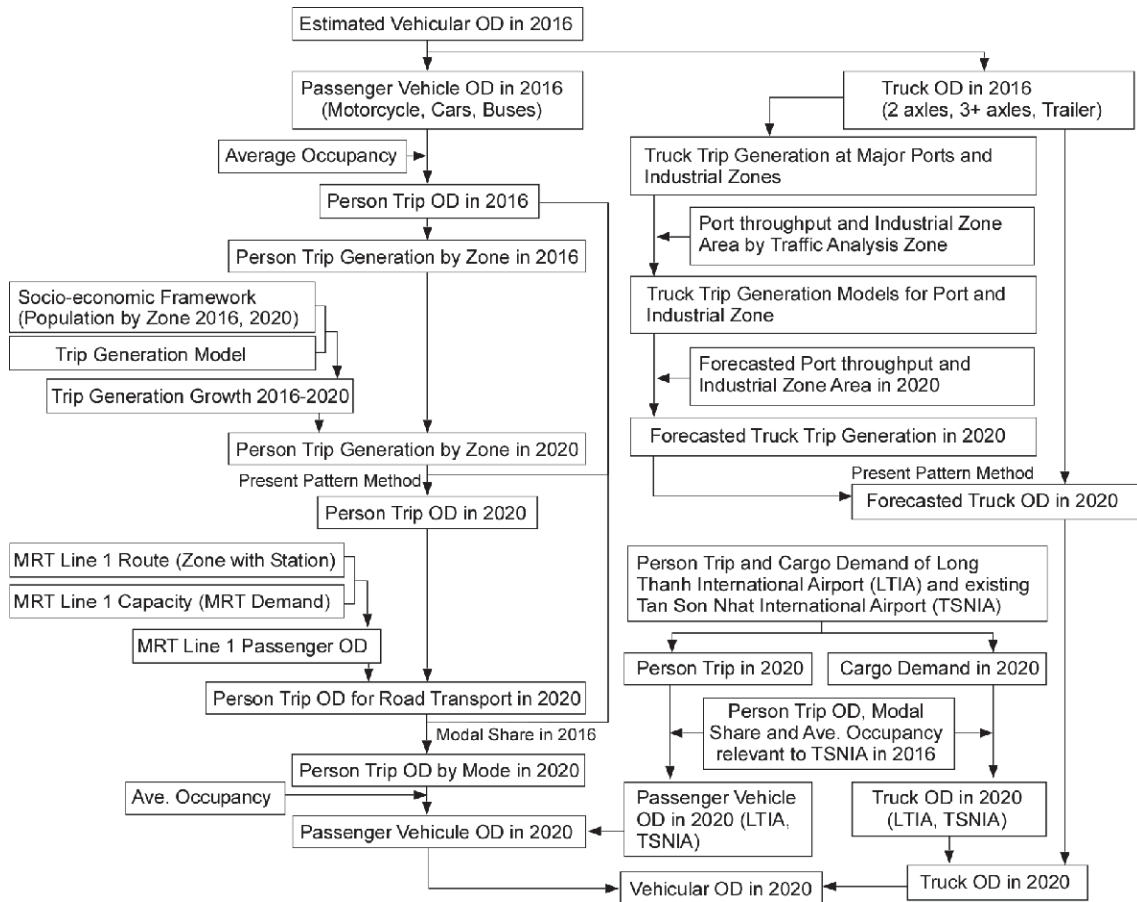 Estimated Vehicular OD in 2016
Passenger Vehicle OD in 2016
(Motorcycle, Cars, Buses)
Truck OD in 2016
(2 axles, 3+ axles, Trailer)
Average Occupancy
Truck Trip Generation at Major Ports and
Industrial Zones
Person Trip OD in 2016
Port throughput and Industrial Zone
Area by Traffic Analysis Zone
Person Trip Generation by Zone in 2016
Socio-economic Framework
(Population by Zone 2016, 2020)
Truck Trip Generation Models for Port and
Industrial Zone
Trip Generation Model
Forecasted Port throughput and
Industrial Zone Area in 2020
Trip Generation Growth 2016-2020
Person Trip Generation by Zone in 2020
Forecasted Truck Trip Generation in 2020
Present Pattern Method
Present Pattern Method
Person Trip OD in 2020
Forecasted Truck OD in 2020
MRT Line 1 Route (Zone with Station)
MRT Line 1 Capacity (MRT Demand)
Person Trip and Cargo Demand of Long
Thanh International Airport (LTIA) and existing
Tan Son Nhat International Airport (TSNIA)
MRT Line 1 Passenger OD
Person Trip in 2020
Cargo Demand in 2020
Person Trip OD for Road Transport in 2020
Modal Share in 2016
Person Trip OD, Modal
Share and Ave. Occupancy
relevant to TSNIA in 2016
Person Trip OD by Mode in 2020
Ave. Occupancy
Passenger Vehicle
OD in 2020 (LTIA,
TSNIA)
Truck OD in 2020
(LTIA, TSNIA)
Passenger Vehicule OD in 2020
Vehicular OD in 2020
Truck OD in 2020